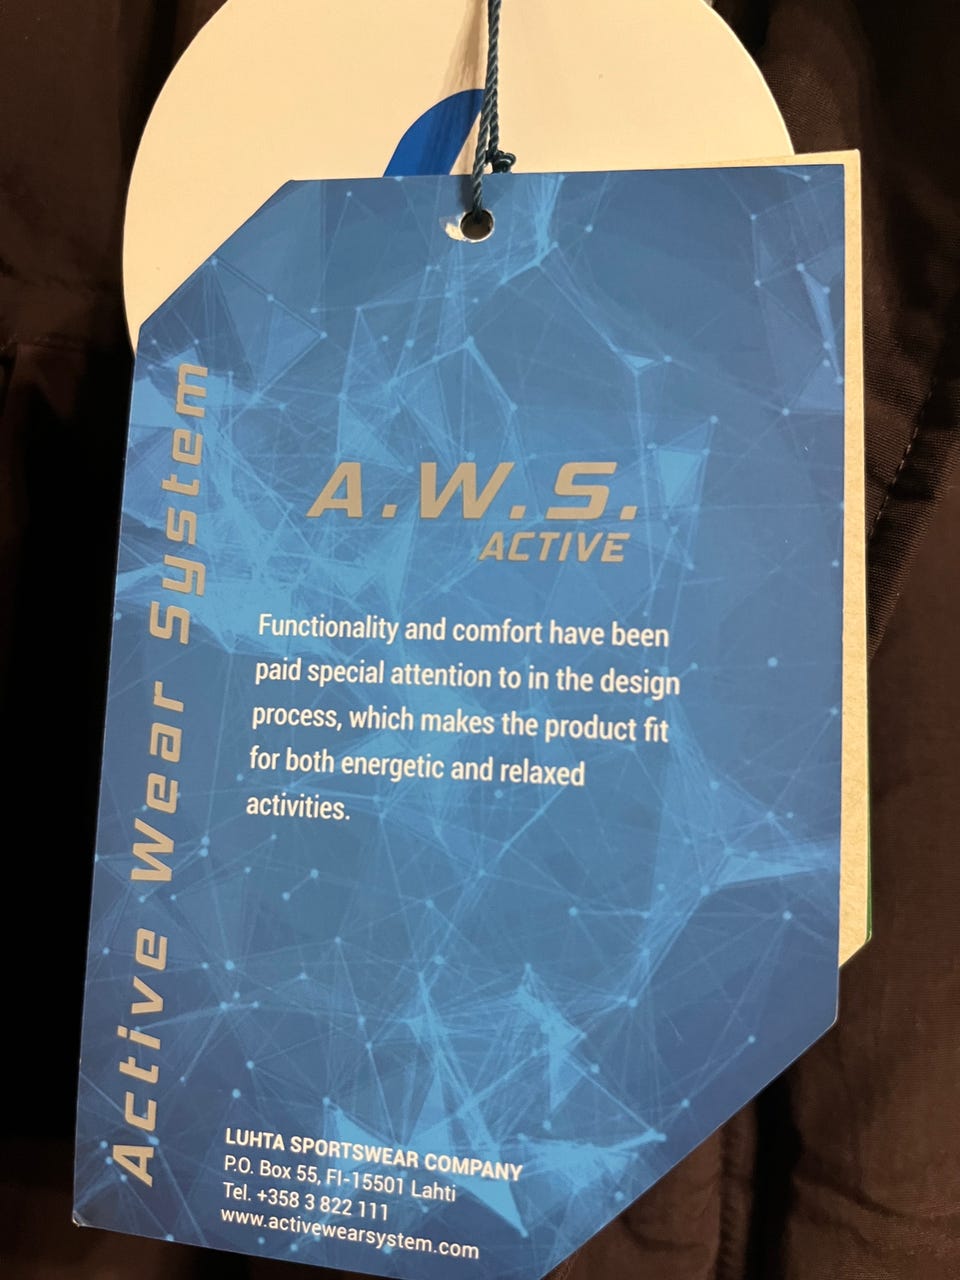 Active Wear System
A.W.S.
ACTIVE
Functionality and comfort have been
paid special attention to in the design
process, which makes the product fit
for both energetic and relaxed
activities.
LUHTA SPORTSWEAR COMPANY
P.O. Box 55, FI-15501 Lahti
Tel. +358 3 822 111
www.activewearsystem.com